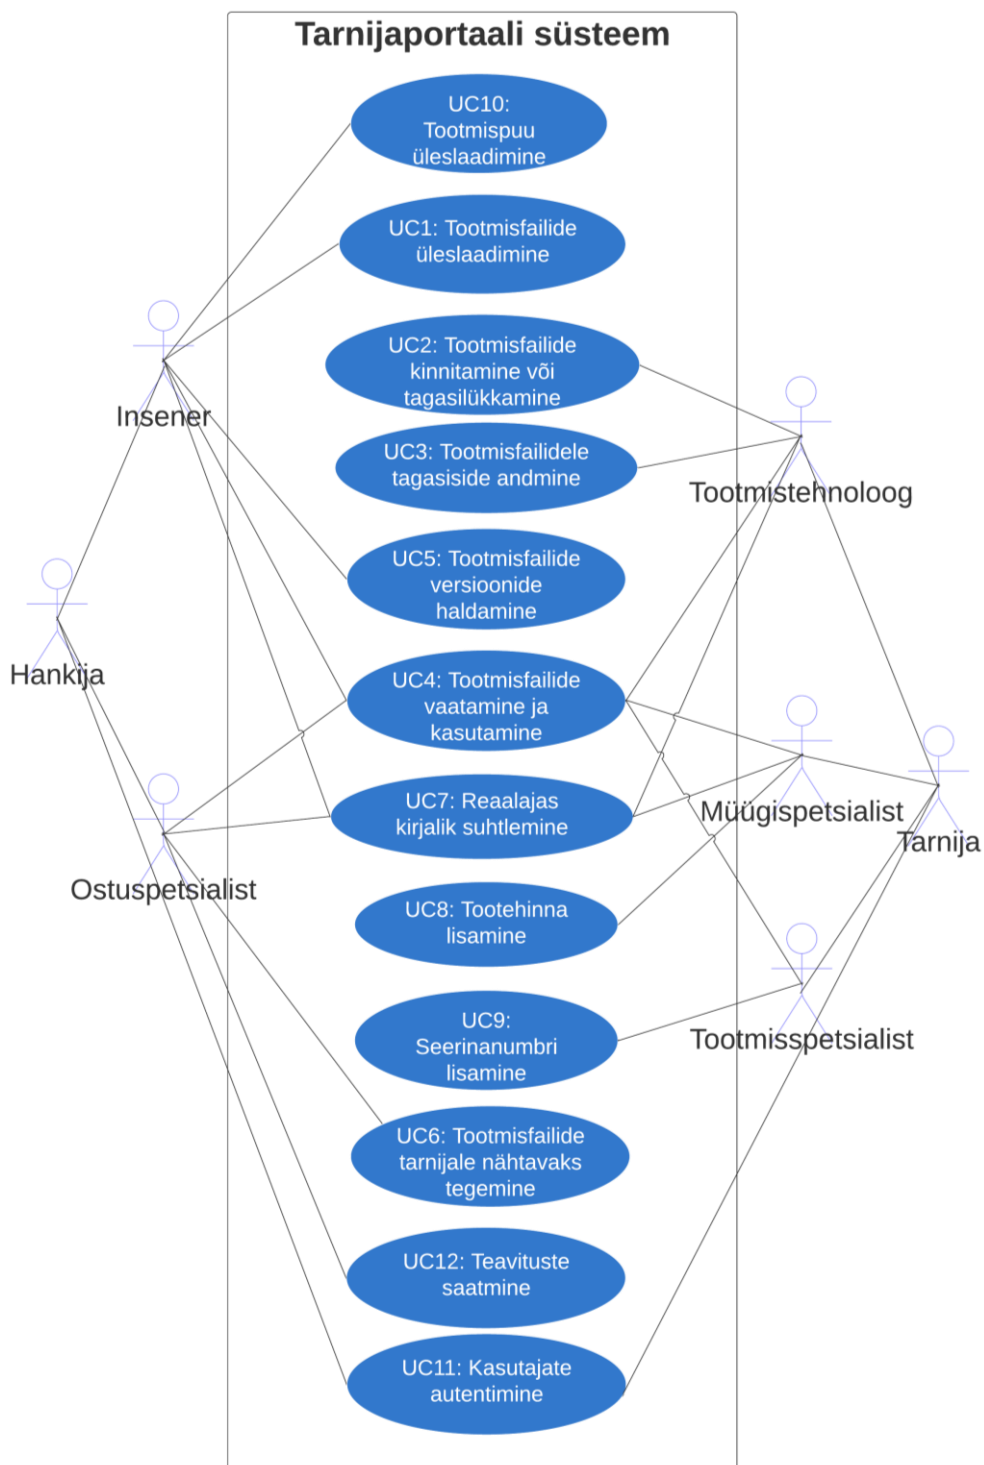 Tarnijaportaali süsteem
UC10:
Tootmispuu
üleslaadimine
UC1: Tootmisfailide
üleslaadimine
UC2: Tootmisfailide
kinnitamine või
tagasilükkamine
Insener
UC3: Tootmisfailidele
tagasiside andmine
Tootmistehnoloog
UC5: Tootmisfailide
versioonide
haldamine
Hankija
UC4: Tootmisfailide
vaatamine ja
kasutamine
UC7: Reaalajas
kirjalik suhtlemine
Müügispetsialist
Tarnija
Ostuspetsialist
UC8: Tootehinna
lisamine
UC9:
Seerinanumbri
lisamine
Tootmisspetsialist
UC6: Tootmisfailide
tarnijale nähtavaks
tegemine
UC12: Teavituste
saatmine
UC11: Kasutajate
autentimine